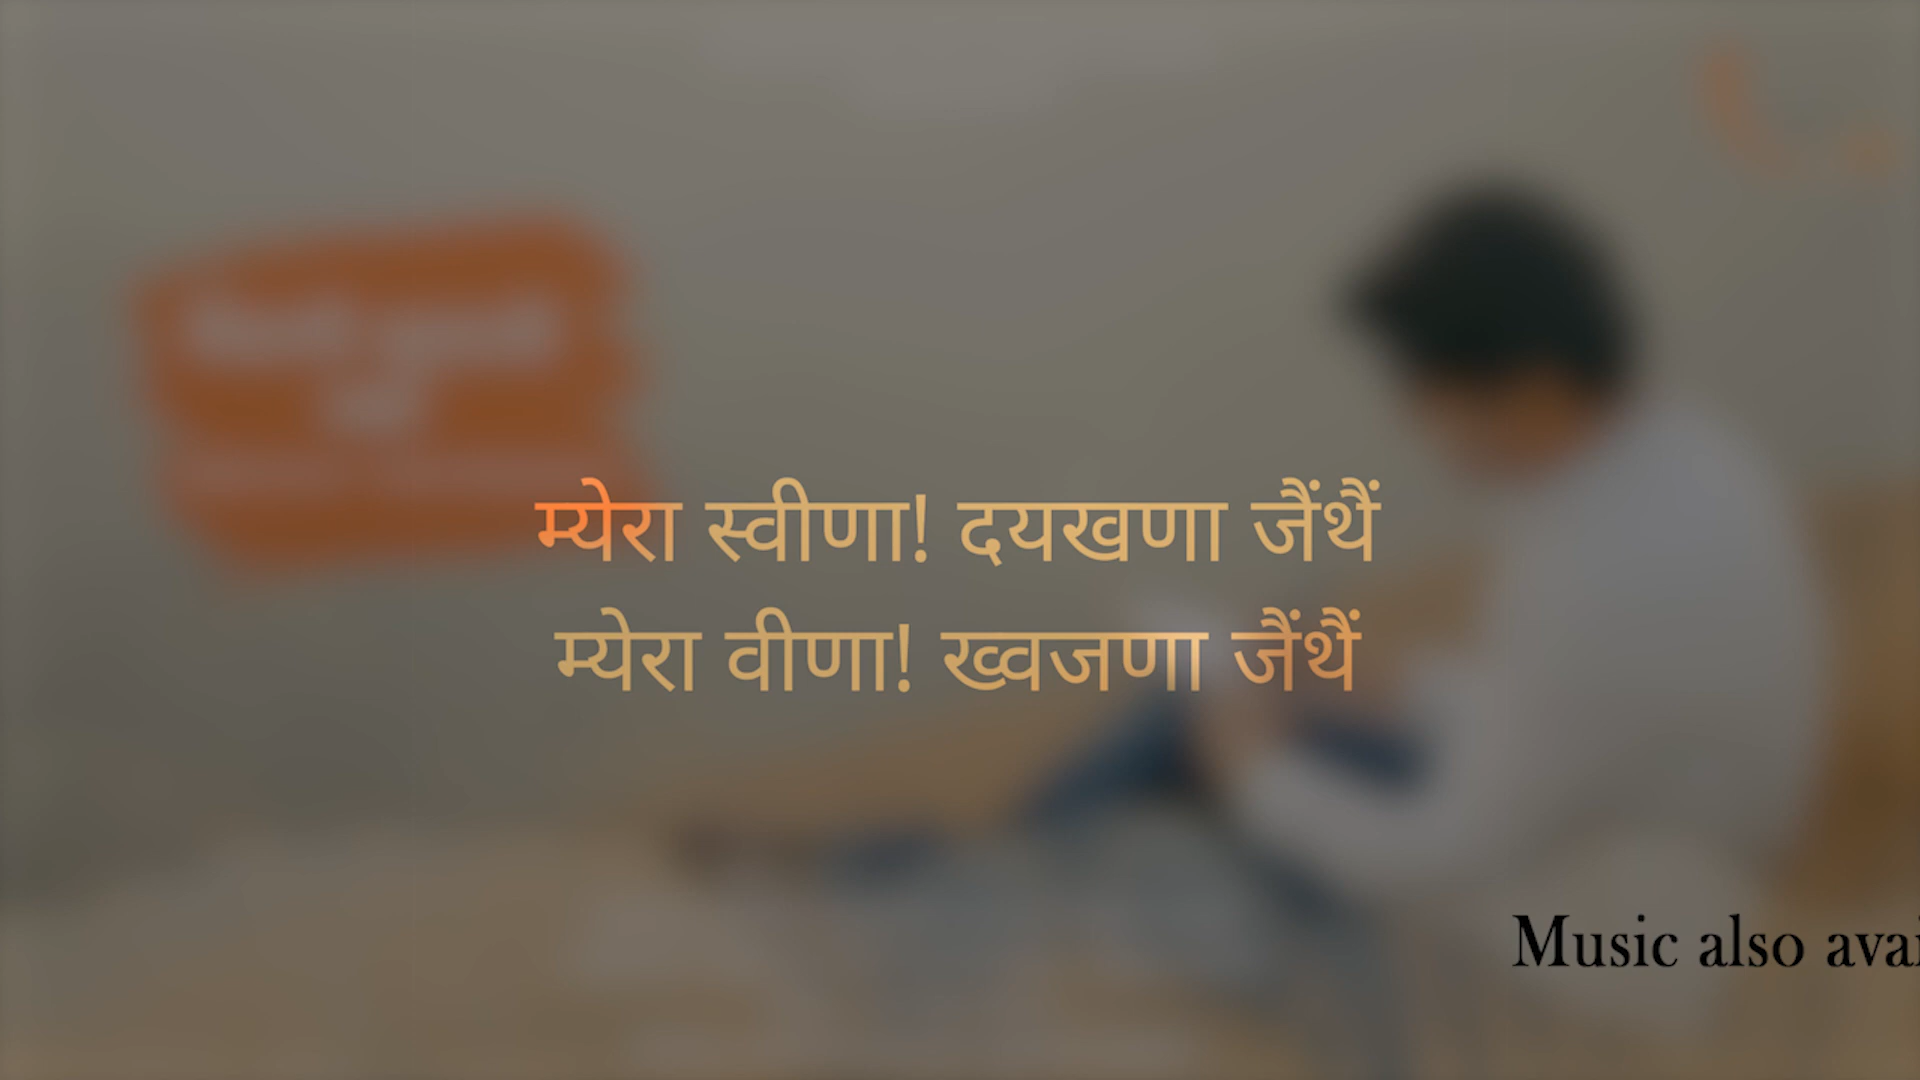 म्येरा स्वीणा! दयखणा जैंथैं
म्येरा वीणा! ख्वजणा जैंथैं
Music also avai